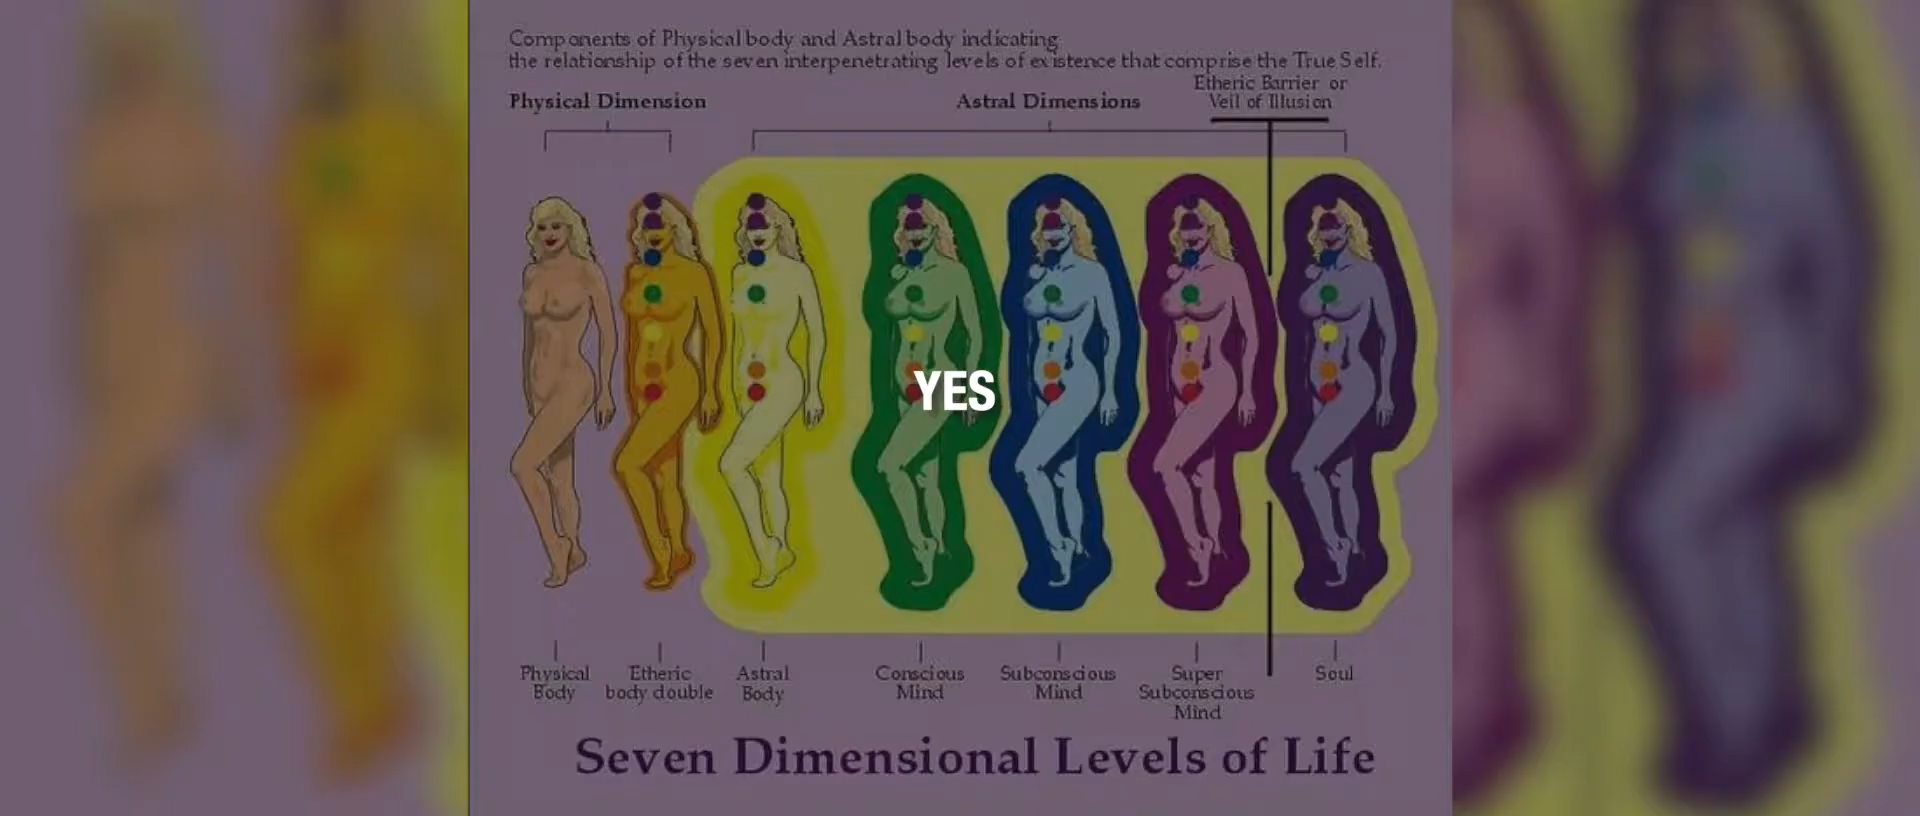 Components of Physical body and Astral body indicating
the relationship of the seven interpenetrating levels of existence that comprise the True Self.
Physical Dimension
Astral Dimensions
Etheric Barrier or
Veil of Illusion
YES
Physical
Body
Etheric
body double
Astral
Body
Conscious
Mind
Subconscious
Mind
Super
Subconscious
Mind
Soul
Seven Dimensional Levels of Life